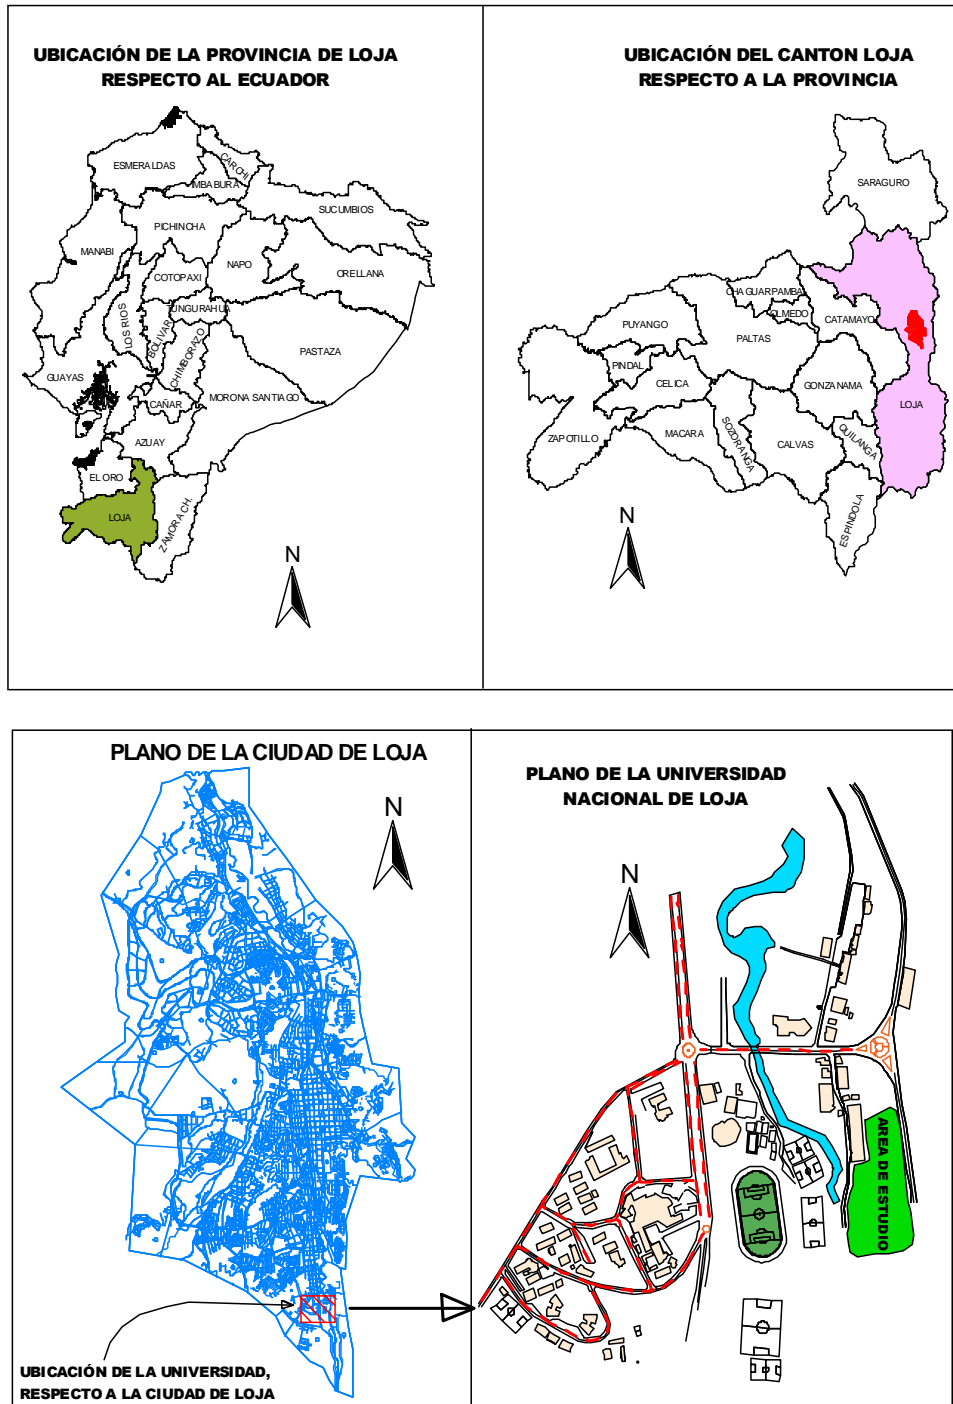 UBICACIÓN DE LA PROVINCIA DE LOJA
RESPECTO AL ECUADOR
ESMERALDAS
CARCHI
IMBABURA
SUCUMBIOS
PICHINCHA
MANABI
NAPO
ORELLANA
COTOPAXI
TUNGURAHUA
LOS RIOS
BOLIVAR
CHIMBORAZO
PASTAZA
GUAYAS
MORONA SANTIAGO
CAÑAR
AZUAY
EL ORO
LOJA
ZAMORA CH.
N
UBICACIÓN DEL CANTON LOJA
RESPECTO A LA PROVINCIA
SARAGURO
CHAGUARPAMBA
OLMEDO
CATAMAYO
PUYANGO
PALTAS
PINDAL
CELICA
GONZANAMA
LOJA
ZAPOTILLO
MACARA
SOZORANGA
CALVAS
QUILANGA
ESPINDOLA
N
PLANO DE LA CIUDAD DE LOJA
N
UBICACIÓN DE LA UNIVERSIDAD,
RESPECTO A LA CIUDAD DE LOJA
PLANO DE LA UNIVERSIDAD
NACIONAL DE LOJA
N
AREA DE ESTUDIO